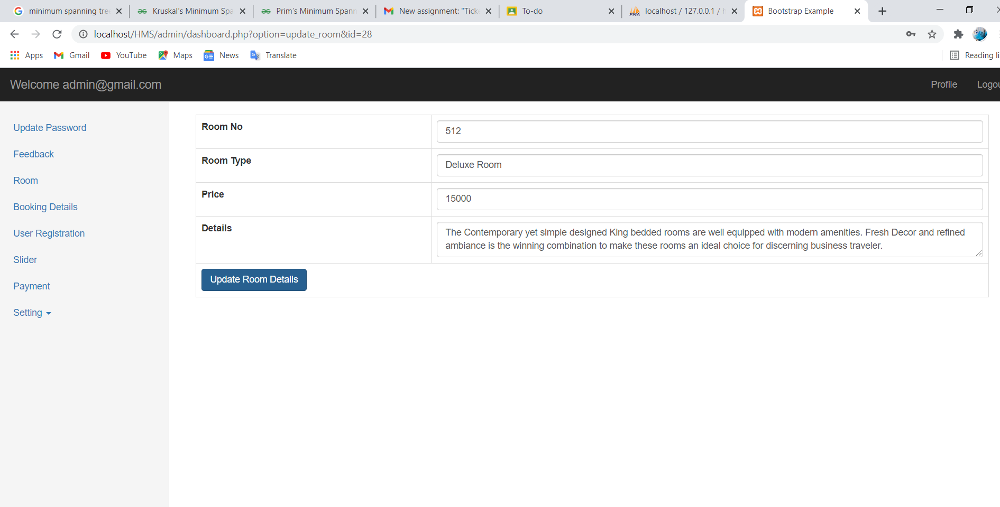 minimum spanning tre
Kruskal’s Minimum Spa
Prim’s Minimum Spann
New assignment: "Ticke
To-do
PMA
localhost / 127.0.0.1 / h
Bootstrap Example
localhost/HMS/admin/dashboard.php?option=update_room&id=28
Apps
Gmail
YouTube
Maps
GE
News
Translate
Reading li
Welcome admin@gmail.com
Profile
Logou
Update Password
Feedback
Room
Booking Details
User Registration
Slider
Payment
Setting
Room No
512
Room Type
Deluxe Room
Price
15000
Details
The Contemporary yet simple designed King bedded rooms are well equipped with modern amenities. Fresh Decor and refined
ambiance is the winning combination to make these rooms an ideal choice for discerning business traveler.
Update Room Details